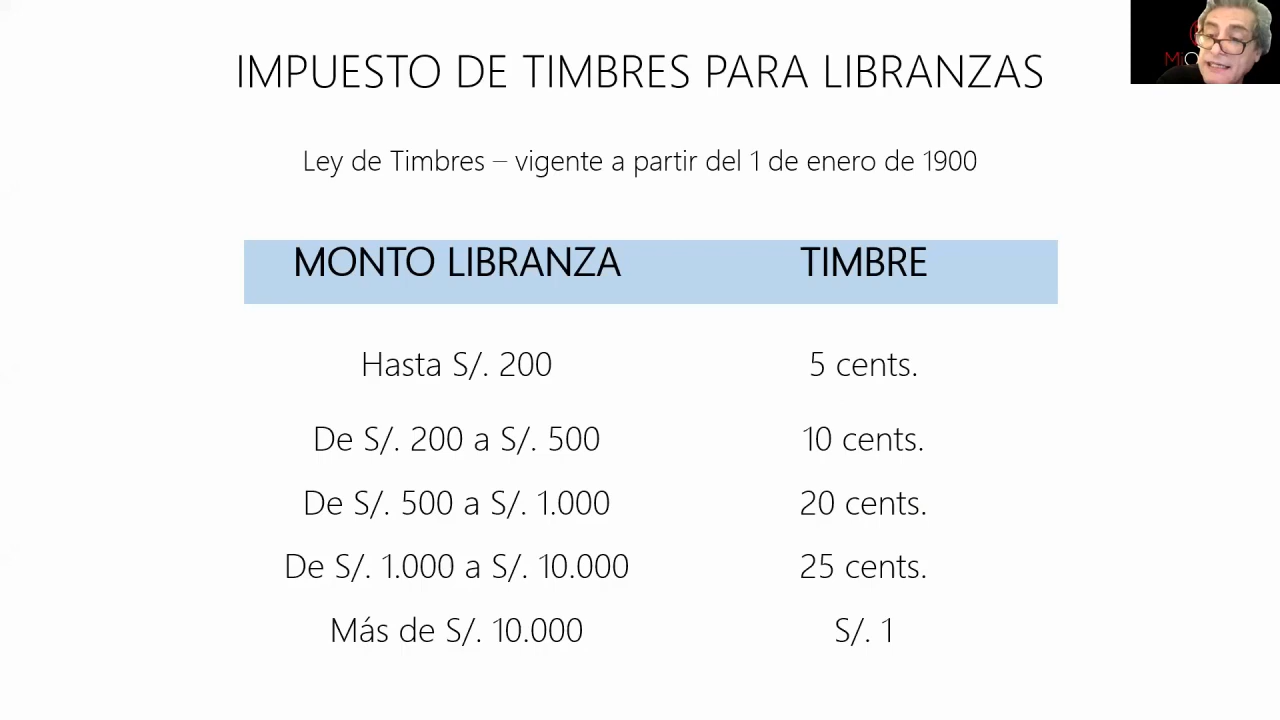 IMPUESTO DE TIMBRES PARA LIBRANZAS
Ley de Timbres – vigente a partir del 1 de enero de 1900
MONTO LIBRANZA TIMBRE
Hasta S/. 200 5 cents.
De S/. 200 a S/. 500 10 cents.
De S/. 500 a S/. 1.000 20 cents.
De S/. 1.000 a S/. 10.000 25 cents.
Más de S/. 10.000 S/. 1